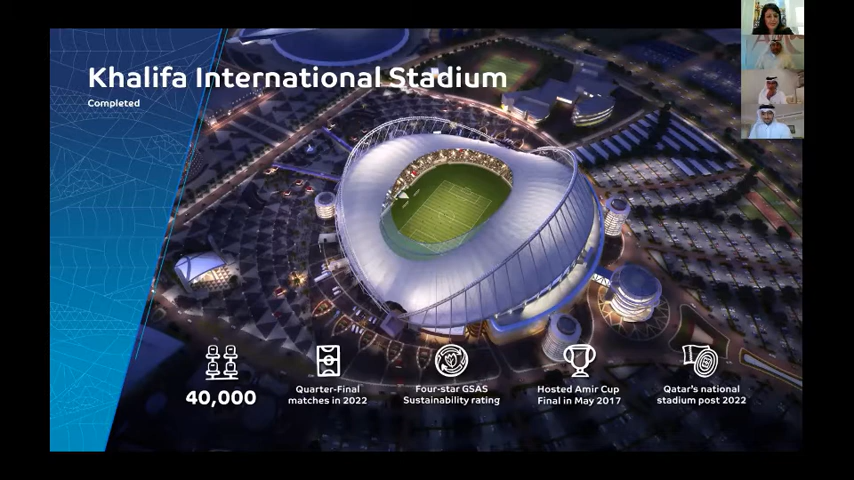 Khalifa International Stadium
Completed
40,000
Quarter-Final
matches in 2022
Four-star GSAS
Sustainability rating
Hosted Amir Cup
Final in May 2017
Qatar's national
stadium post 2022